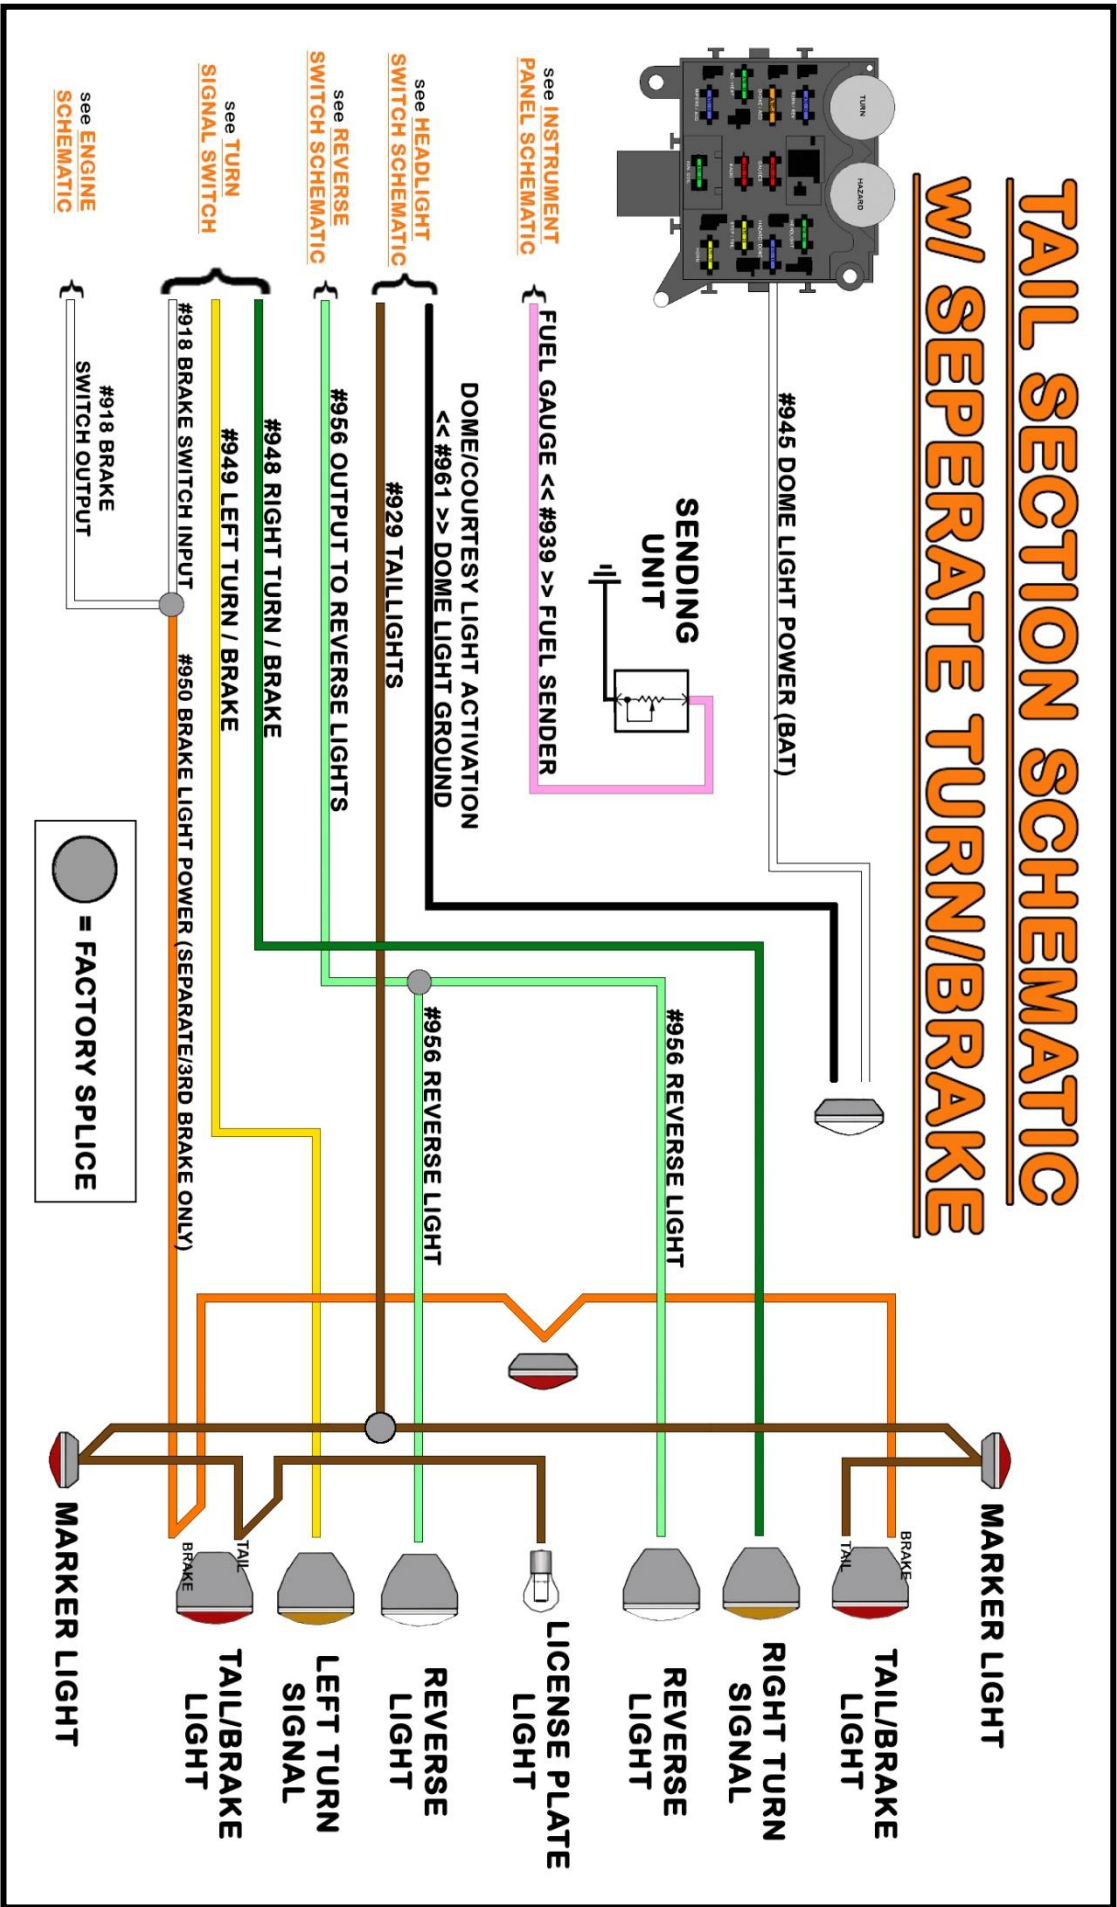 TAIL SECTION SCHEMATIC
W/ SEPERATE TURN/BRAKE
TURN
HAZARD
#945 DOME LIGHT POWER (BAT)
SENDING
UNIT
see INSTRUMENT
PANEL SCHEMATIC
FUEL GAUGE << #939 >> FUEL SENDER
DOME/COURTESY LIGHT ACTIVATION
<< #961 >> DOME LIGHT GROUND
see HEADLIGHT
SWITCH SCHEMATIC
#929 TAILLIGHTS
see REVERSE
SWITCH SCHEMATIC
#956 OUTPUT TO REVERSE LIGHTS
#948 RIGHT TURN / BRAKE
see TURN
SIGNAL SWITCH
#949 LEFT TURN / BRAKE
#918 BRAKE SWITCH INPUT
#950 BRAKE LIGHT POWER (SEPARATE/3RD BRAKE ONLY)
see ENGINE
SCHEMATIC
#918 BRAKE
SWITCH OUTPUT
= FACTORY SPLICE
#956 REVERSE LIGHT
#956 REVERSE LIGHT
MARKER LIGHT
BRAKE
TAIL
TAIL/BRAKE
LIGHT
RIGHT TURN
SIGNAL
REVERSE
LIGHT
LICENSE PLATE
LIGHT
REVERSE
LIGHT
LEFT TURN
SIGNAL
TAIL
BRAKE
TAIL/BRAKE
LIGHT
MARKER LIGHT